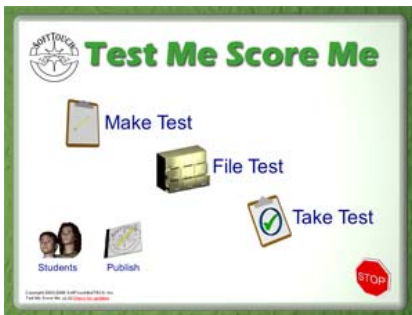 SOFTTOUCH
Test Me Score Me
Make Test
File Test
Take Test
Students
Publish
STOP